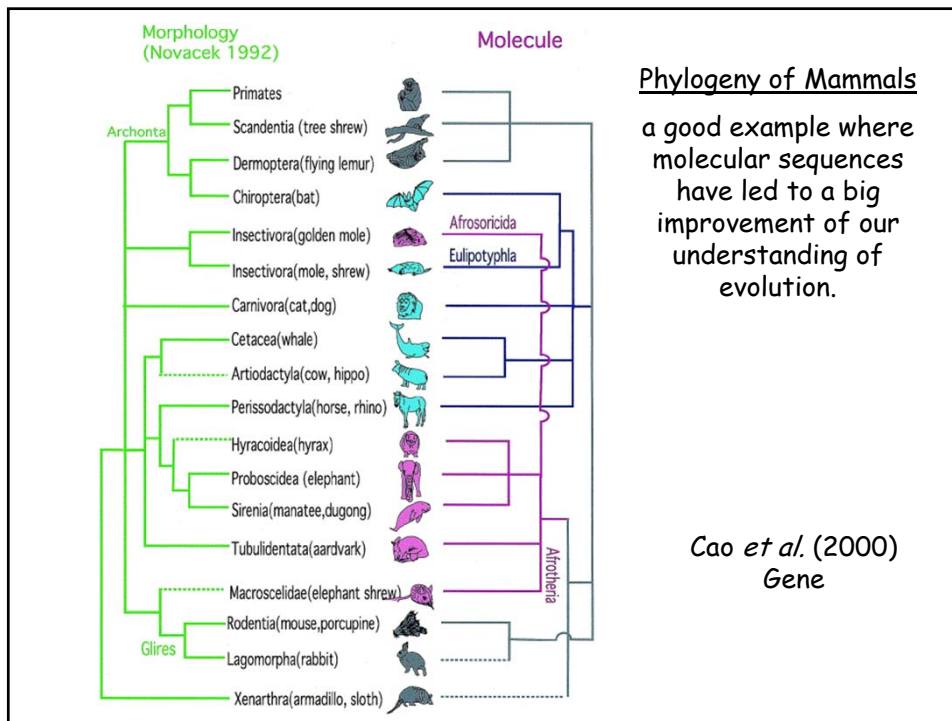 Morphology
(Novacek 1992)
Molecule
Primates
Scandentia (tree shrew)
Archonta
Dermoptera(flying lemur)
Chiroptera(bat)
Insectivora(golden mole)
Afrosoricida
Insectivora(mole, shrew)
Eulipotyphla
Carnivora(cat,dog)
Cetacea(whale)
Artiodactyla(cow, hippo)
Perissodactyla(horse, rhino)
Hyracoidea(hyrax)
Proboscidea (elephant)
Sirenia(manatee,dugong)
Tubulidentata(aardvark)
Afrotheria
Macroscelidae(elephant shrew)
Rodentia(mouse,porcupine)
Glires
Lagomorpha(rabbit)
Xenarthra(armadillo, sloth)
Phylogeny of Mammals
a good example where
molecular sequences
have led to a big
improvement of our
understanding of
evolution.
Cao et al. (2000)
Gene